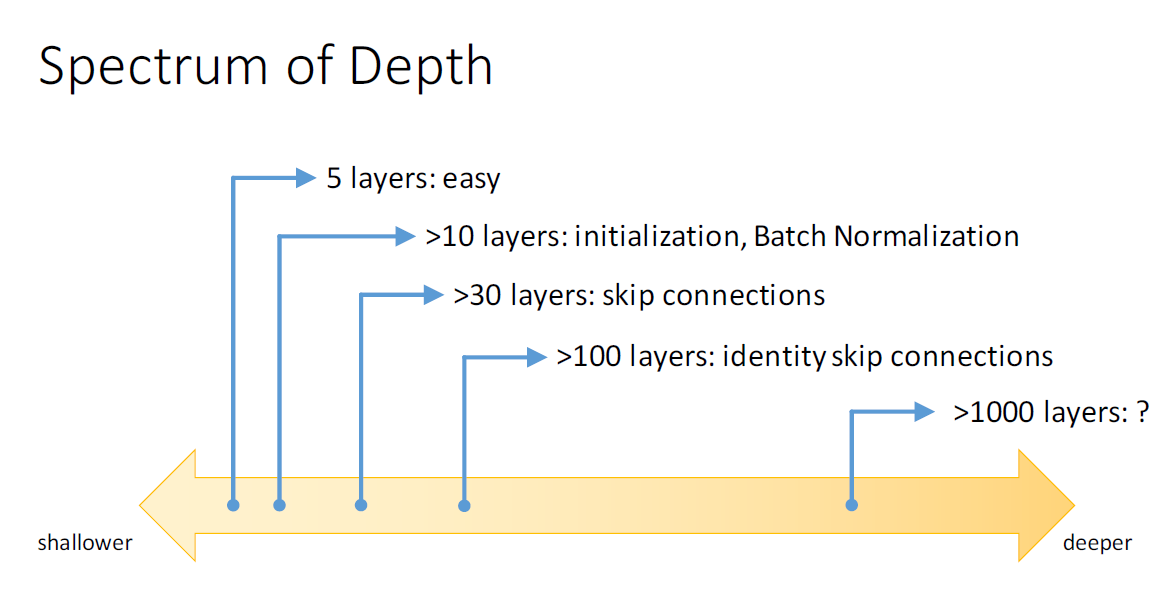 Spectrum of Depth
5 layers: easy
>10 layers: initialization, Batch Normalization
>30 layers: skip connections
>100 layers: identity skip connections
>1000 layers: ?
shallower
deeper